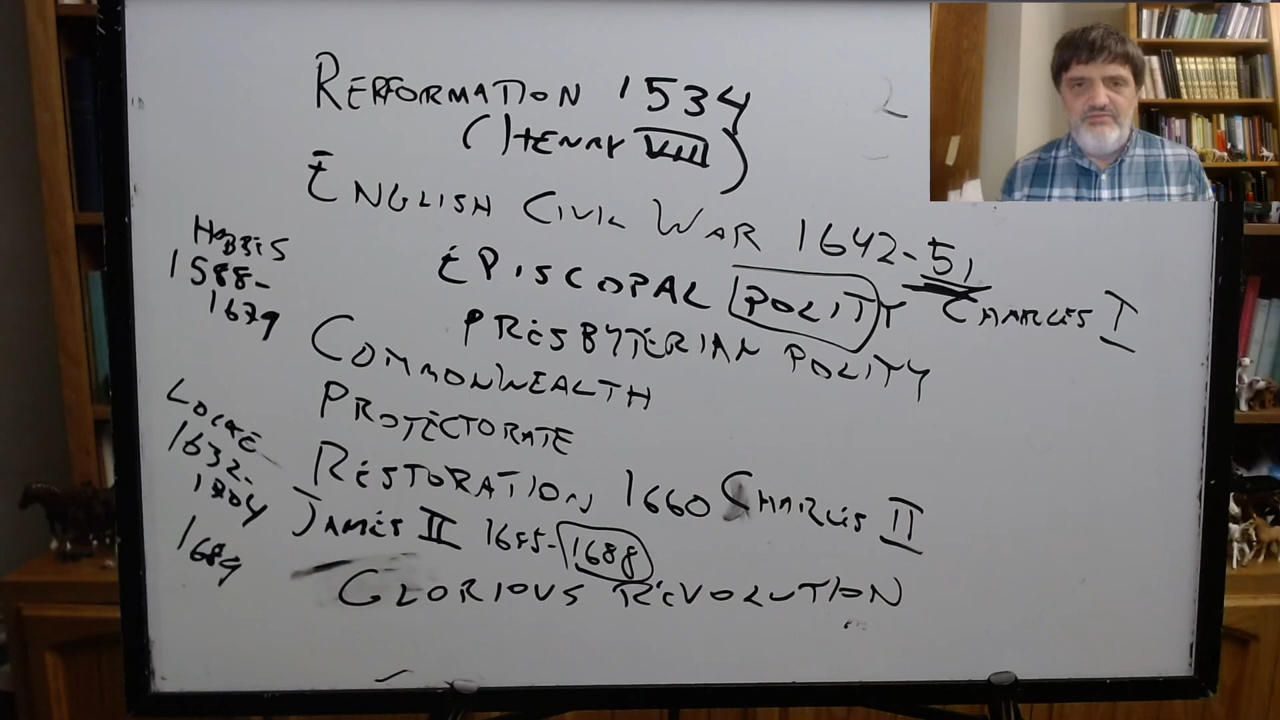 REFORMATION 1534
(HENRY VIII)
ENGLISH CIVIL WAR 1642-51
EPISCOPAL POLITY CHARLES I
PRESBYTERIAN POLITY
COMMONWEALTH
PROTECTORATE
RESTORATION 1660 CHARLES II
JAMES II 1685-1688
GLORIOUS REVOLUTION
HOBBES
1588-
1679
LOCKE
1632-
1704
1689